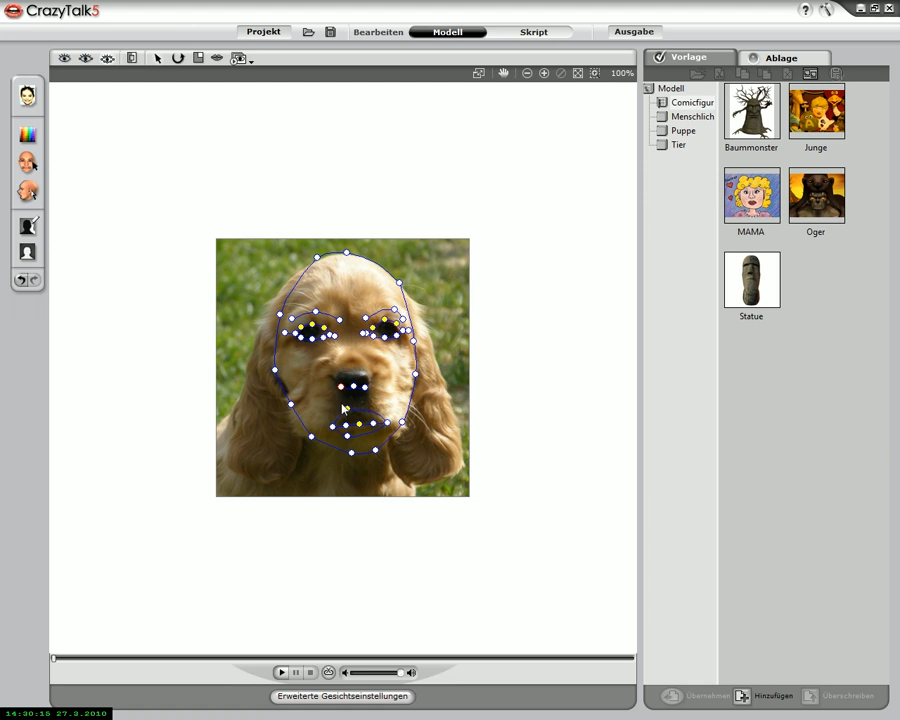 CrazyTalk5
?
Projekt
Bearbeiten
Modell
Skript
Ausgabe
Vorlage
Ablage
100%
Modell
Comicfigur
Menschlich
Puppe
Tier
Baummonster
Junge
MAMA
Oger
Statue
Erweiterte Gesichtseinstellungen
Übernehmen
Hinzufügen
Überschreiben
14:30:15 27.3.2010